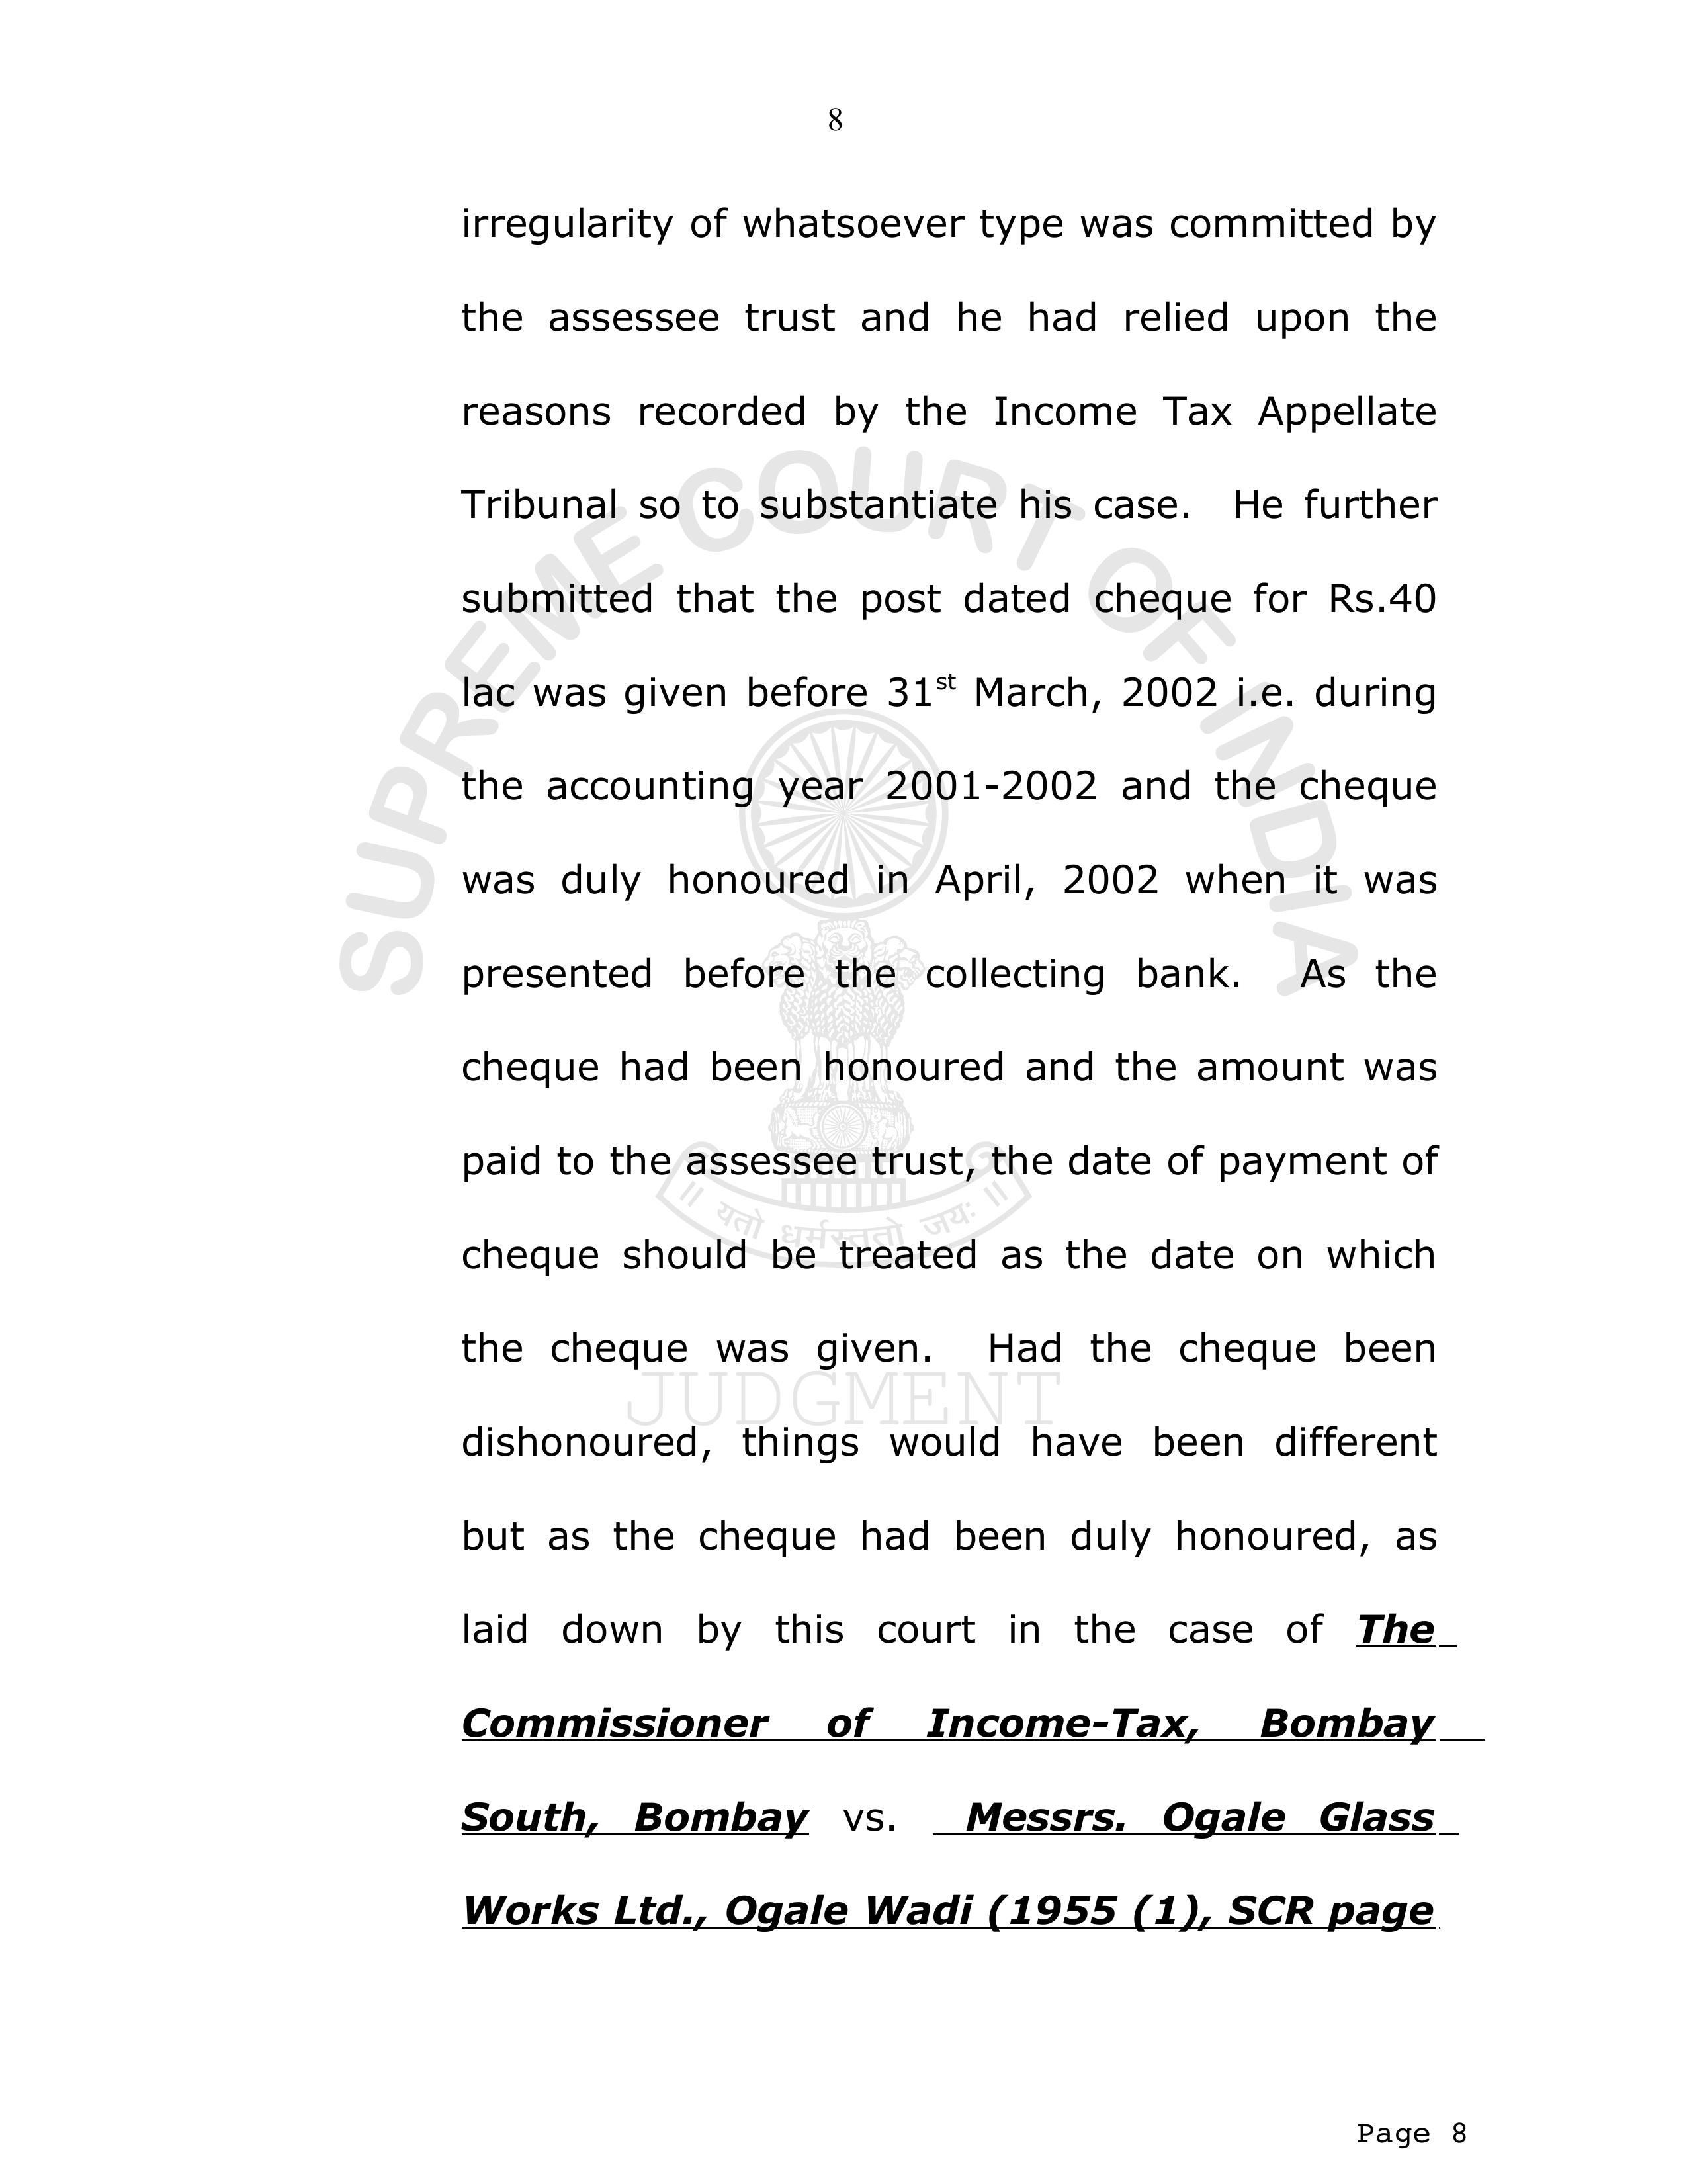 8
irregularity of whatsoever type was committed by
the assessee trust and he had relied upon the
reasons recorded by the Income Tax Appellate
Tribunal so to substantiate his case. He further
submitted that the post dated cheque for Rs.40
lac was given before 31st March, 2002 i.e. during
the accounting year 2001-2002 and the cheque
was duly honoured in April, 2002 when it was
presented before the collecting bank. As the
cheque had been honoured and the amount was
paid to the assessee trust, the date of payment of
cheque should be treated as the date on which
the cheque was given. Had the cheque been
dishonoured, things would have been different
but as the cheque had been duly honoured, as
laid down by this court in the case of The
Commissioner of Income-Tax, Bombay
South, Bombay vs. Messrs. Ogale Glass
Works Ltd., Ogale Wadi (1955 (1), SCR page
SUPREME COURT OF INDIA
॥ यतो धर्मस्ततो जयः ॥
JUDGMENT
Page 8